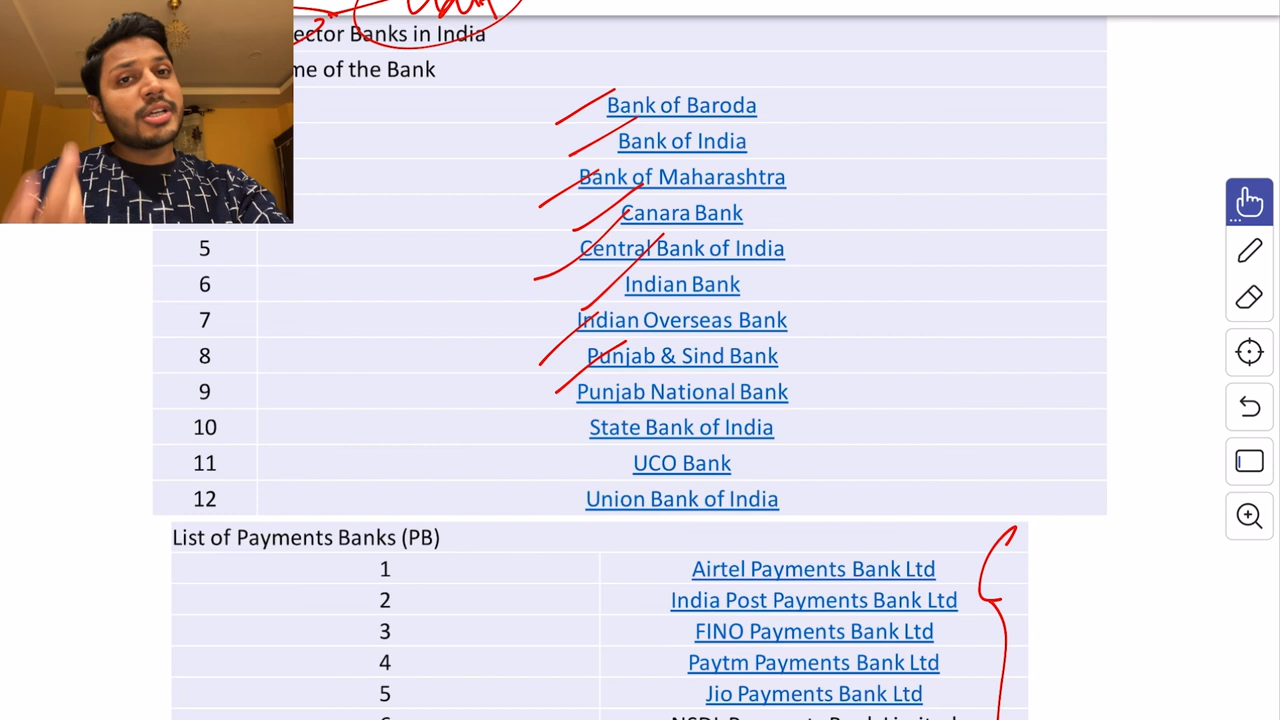 ector Banks in India
me of the Bank
Bank of Baroda
Bank of India
Bank of Maharashtra
Canara Bank
5 Central Bank of India
6 Indian Bank
7 Indian Overseas Bank
8 Punjab & Sind Bank
9 Punjab National Bank
10 State Bank of India
11 UCO Bank
12 Union Bank of India
List of Payments Banks (PB)
1 Airtel Payments Bank Ltd
2 India Post Payments Bank Ltd
3 FINO Payments Bank Ltd
4 Paytm Payments Bank Ltd
5 Jio Payments Bank Ltd